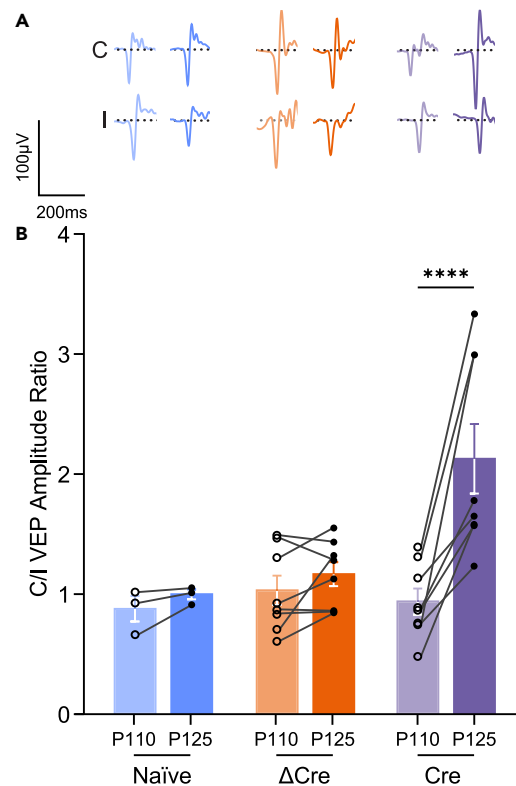 A
C
I
100µV
200ms
B
C/I VEP Amplitude Ratio
4
3
2
1
0
****
P110 P125 P110 P125 P110 P125
Naïve ΔCre Cre